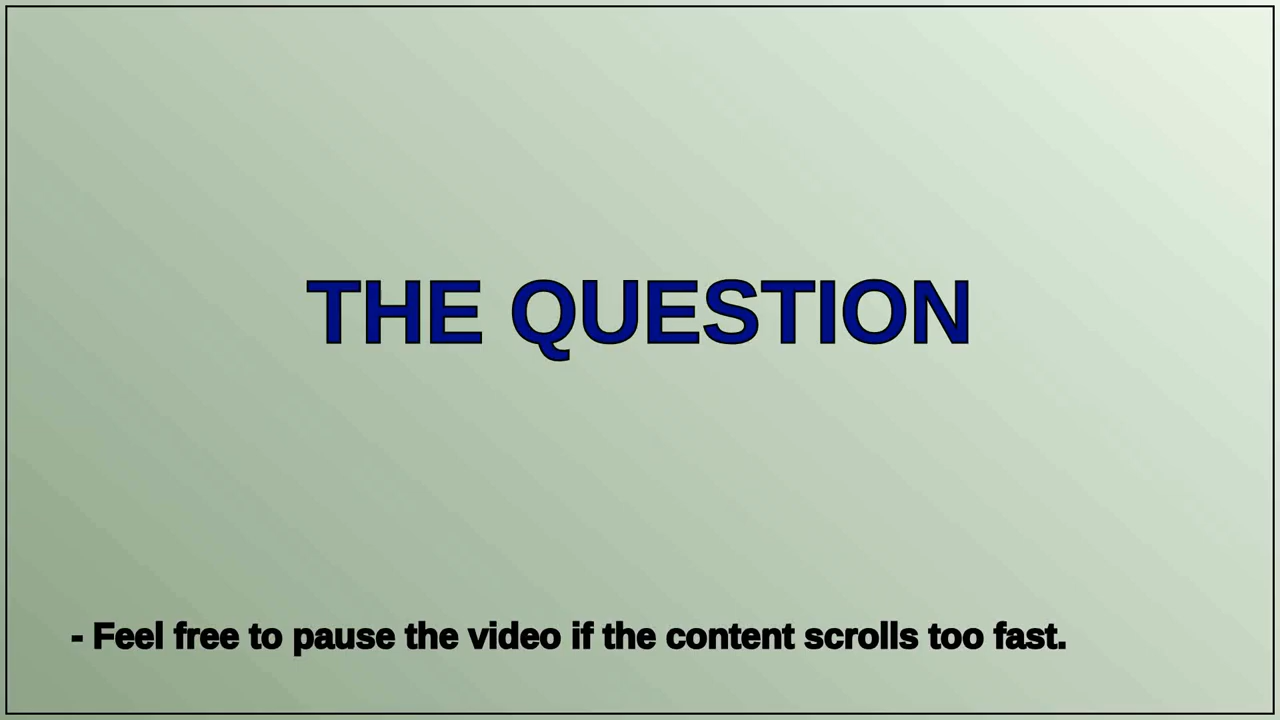 THE QUESTION
- Feel free to pause the video if the content scrolls too fast.